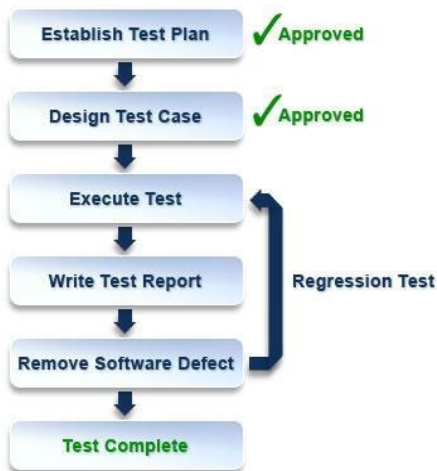 Establish Test Plan
Approved
Design Test Case
Approved
Execute Test
Write Test Report
Regression Test
Remove Software Defect
Test Complete